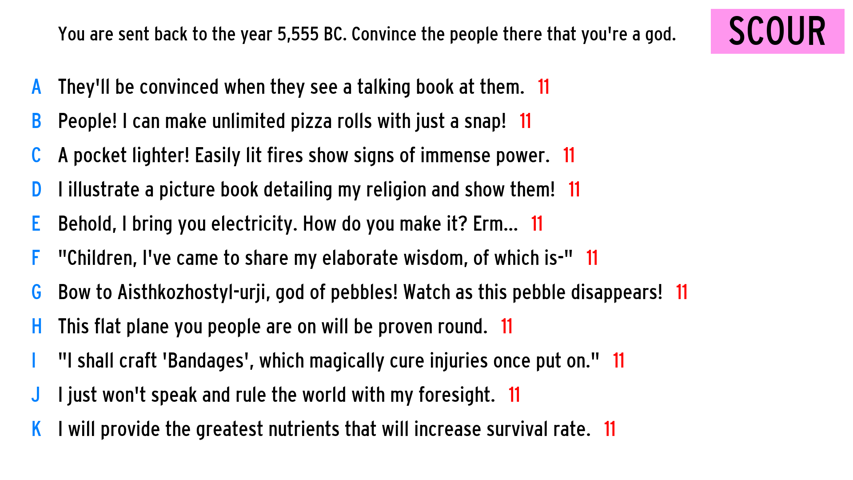 You are sent back to the year 5,555 BC. Convince the people there that you're a god.
SCOUR
A They'll be convinced when they see a talking book at them. 11
B People! I can make unlimited pizza rolls with just a snap! 11
C A pocket lighter! Easily lit fires show signs of immense power. 11
D I illustrate a picture book detailing my religion and show them! 11
E Behold, I bring you electricity. How do you make it? Erm... 11
F "Children, I've came to share my elaborate wisdom, of which is-" 11
G Bow to Aisthkozhostyl-urji, god of pebbles! Watch as this pebble disappears! 11
H This flat plane you people are on will be proven round. 11
I "I shall craft 'Bandages', which magically cure injuries once put on." 11
J I just won't speak and rule the world with my foresight. 11
K I will provide the greatest nutrients that will increase survival rate. 11